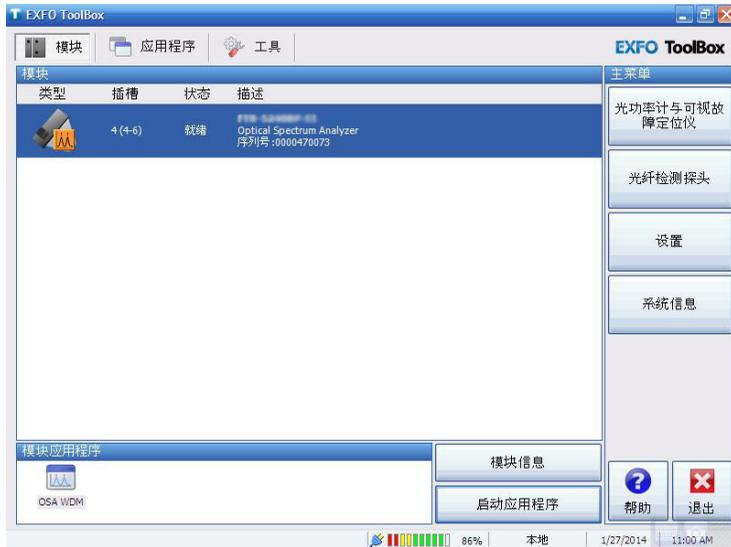 EXFO ToolBox
模块
应用程序
工具
EXFO ToolBox
模块
主菜单
类型 插槽 状态 描述
4 (4-6) 就绪
Optical Spectrum Analyzer
序列号:0000470073
光功率计与可视故
障定位仪
光纤检测探头
设置
系统信息
模块应用程序
OSA WDM
模块信息
启动应用程序
帮助
退出
86% 本地 1/27/2014 11:00 AM